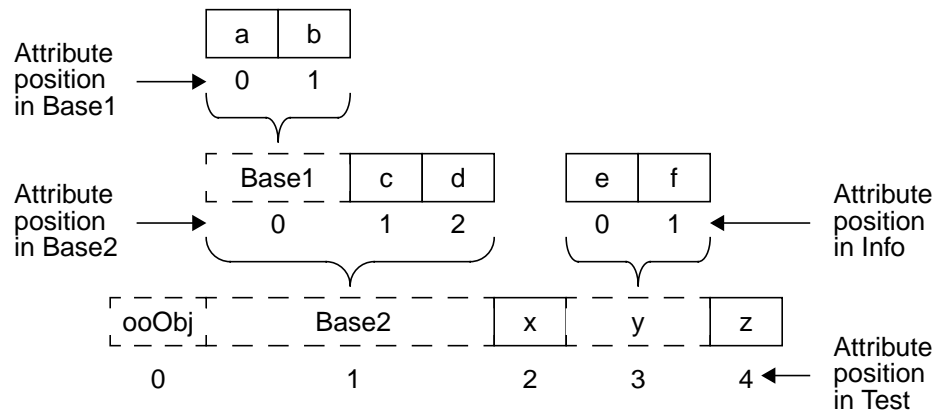 a b
Attribute
position
in Base1
0 1
Base1 c d e f
Attribute
position
in Base2
0 1 2 0 1
Attribute
position
in Info
ooObj Base2 x y z
0 1 2 3 4
Attribute
position
in Test